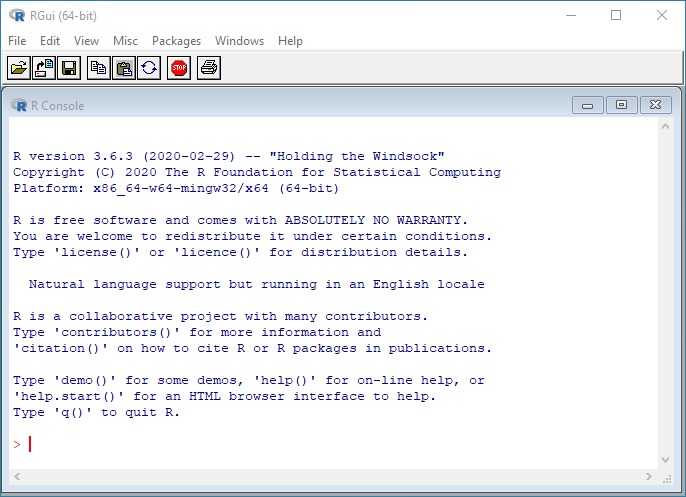 RGui (64-bit)
File Edit View Misc Packages Windows Help
STOP
R Console
R version 3.6.3 (2020-02-29) -- "Holding the Windsock"
Copyright (C) 2020 The R Foundation for Statistical Computing
Platform: x86_64-w64-mingw32/x64 (64-bit)
R is free software and comes with ABSOLUTELY NO WARRANTY.
You are welcome to redistribute it under certain conditions.
Type 'license()' or 'licence()' for distribution details.
Natural language support but running in an English locale
R is a collaborative project with many contributors.
Type 'contributors()' for more information and
'citation()' on how to cite R or R packages in publications.
Type 'demo()' for some demos, 'help()' for on-line help, or
'help.start()' for an HTML browser interface to help.
Type 'q()' to quit R.
>